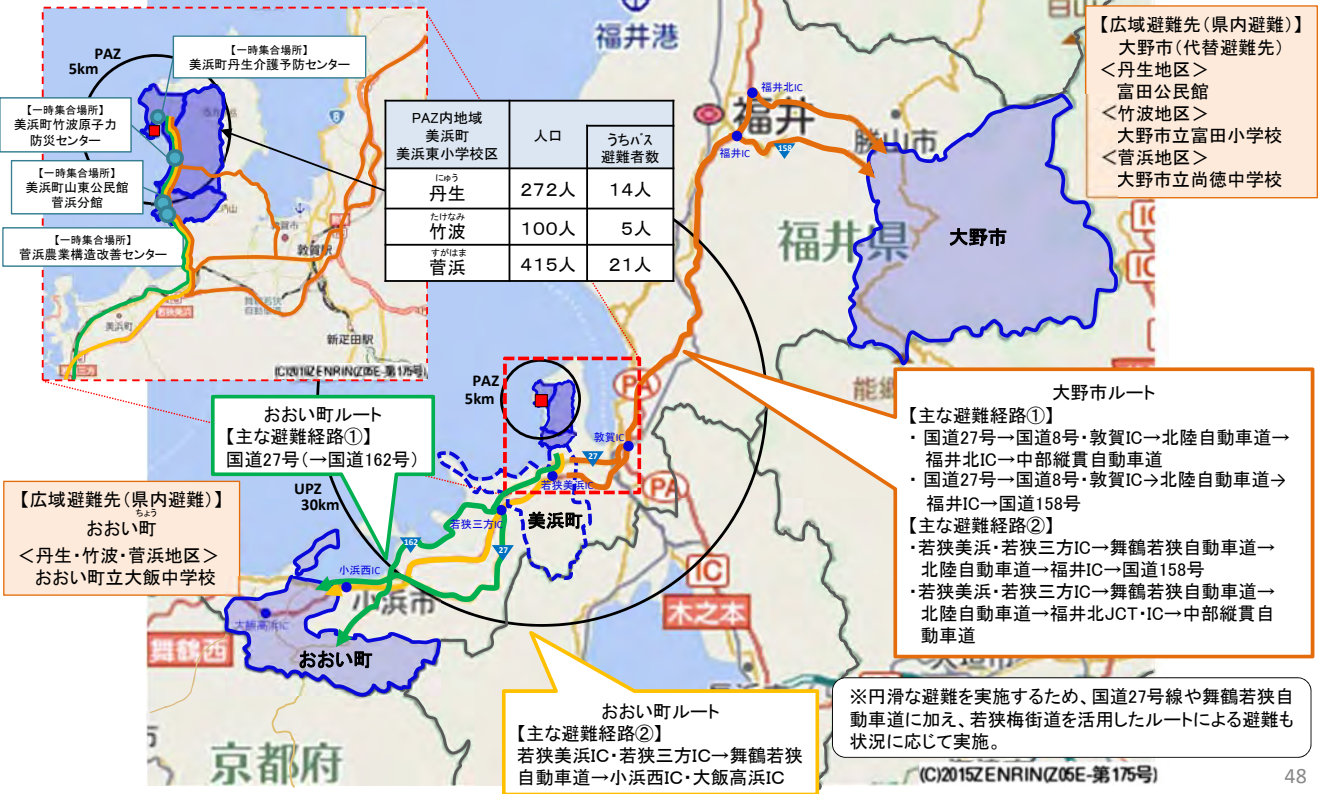 PAZ
5km
【一時集合場所】
美浜町丹生介護予防センター
【一時集合場所】
美浜町竹波原子力
防災センター
【一時集合場所】
美浜町山東公民館
菅浜分館
【一時集合場所】
菅浜農業構造改善センター
8
敦賀駅
美浜町
若狭美浜
新疋田駅
(C)2019ZENRIN(Z05E-第175号)
PAZ内地域
美浜町
美浜東小学校区
人口
うちバス
避難者数
にゅう
丹生
272人
14人
たけなみ
竹波
100人
5人
すがはま
菅浜
415人
21人
福井港
福井北IC
福井
福井IC
158
勝山市
福井県
大野市
【広域避難先(県内避難)】
大野市(代替避難先)
<丹生地区>
富田公民館
<竹波地区>
大野市立富田小学校
<菅浜地区>
大野市立尚徳中学校
PA
PAZ
5km
敦賀IC
27
若狭美浜IC
PA
おおい町ルート
【主な避難経路①】
国道27号(→国道162号)
UPZ
30km
若狭三方IC
美浜町
162
27
【広域避難先(県内避難)】
ちょう
おおい町
<丹生・竹波・菅浜地区>
おおい町立大飯中学校
小浜西IC
小浜市
大飯高浜IC
舞鶴西
おおい町
IC
木之本
京都府
大野市ルート
【主な避難経路①】
・ 国道27号→国道8号・敦賀IC→北陸自動車道→
福井北IC→中部縦貫自動車道
・ 国道27号→国道8号・敦賀IC→北陸自動車道→
福井IC→国道158号
【主な避難経路②】
・若狭美浜・若狭三方IC→舞鶴若狭自動車道→
北陸自動車道→福井IC→国道158号
・若狭美浜・若狭三方IC→舞鶴若狭自動車道→
北陸自動車道→福井北JCT・IC→中部縦貫自
動車道
おおい町ルート
【主な避難経路②】
若狭美浜IC・若狭三方IC→舞鶴若狭
自動車道→小浜西IC・大飯高浜IC
※円滑な避難を実施するため、国道27号線や舞鶴若狭自
動車道に加え、若狭梅街道を活用したルートによる避難も
状況に応じて実施。
(C)2015ZENRIN(Z05E-第175号)
48